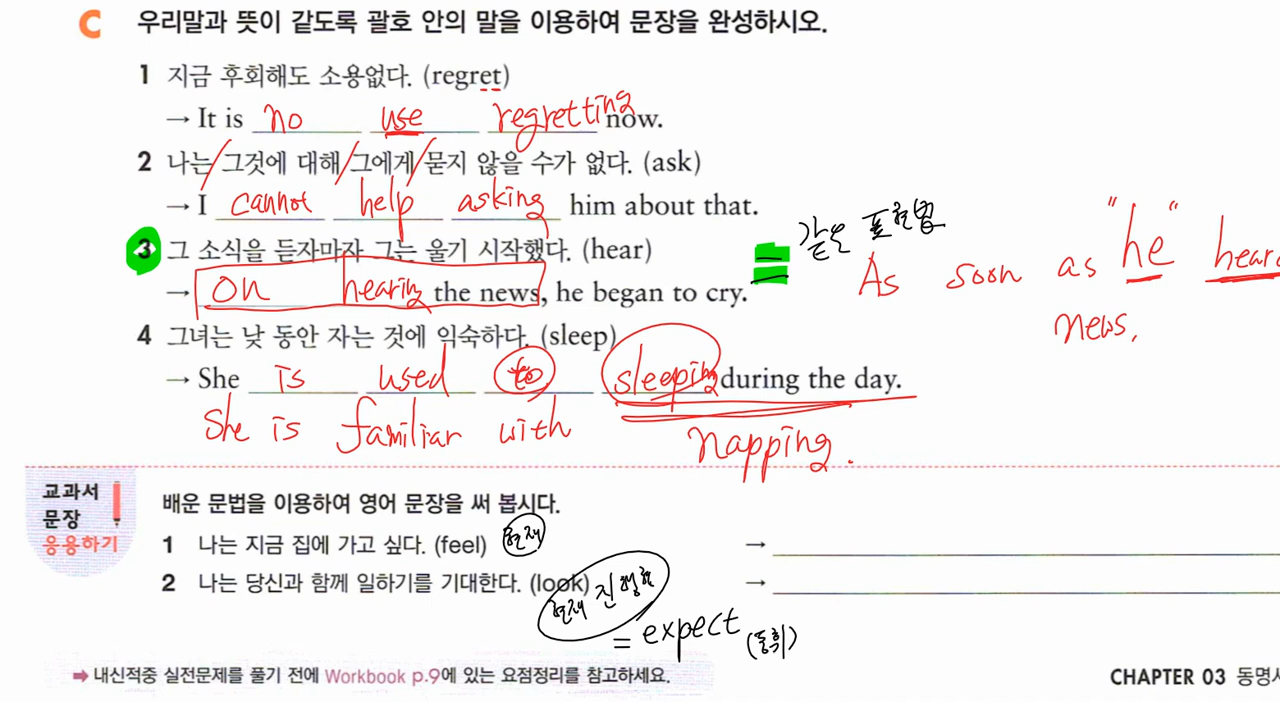 C 우리말과 뜻이 같도록 괄호 안의 말을 이용하여 문장을 완성하시오.
1 지금 후회해도 소용없다. (regret)
→ It is no use regretting now.
2 나는/그것에 대해/그에게/묻지 않을 수가 없다. (ask)
→ I cannot help asking him about that.
3 그 소식을 듣자마자 그는 울기 시작했다. (hear)
→ on hearing the news, he began to cry.
= 같은 표현법
As soon as "he" heard
news.
4 그녀는 낮 동안 자는 것에 익숙하다. (sleep)
→ She is used to sleeping during the day.
She is familiar with napping.
교과서
문장
응용하기
배운 문법을 이용하여 영어 문장을 써 봅시다.
1 나는 지금 집에 가고 싶다. (feel) 현재 →
2 나는 당신과 함께 일하기를 기대한다. (look) →
현재 진행형
= expect (동휘)
➡ 내신적중 실전문제를 풀기 전에 Workbook p.9에 있는 요점정리를 참고하세요.
CHAPTER 03 동명사